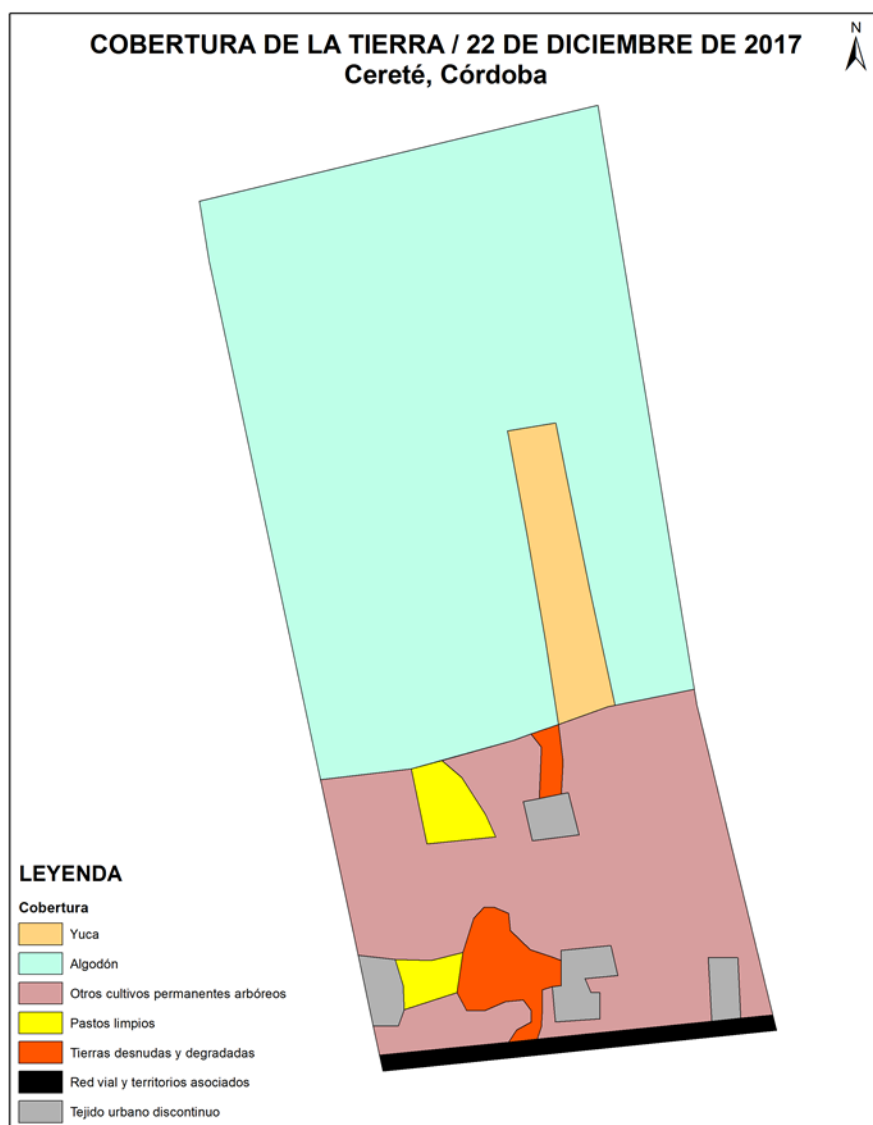 COBERTURA DE LA TIERRA / 22 DE DICIEMBRE DE 2017
Cereté, Córdoba
N
LEYENDA
Cobertura
Yuca
Algodón
Otros cultivos permanentes arbóreos
Pastos limpios
Tierras desnudas y degradadas
Red vial y territorios asociados
Tejido urbano discontinuo